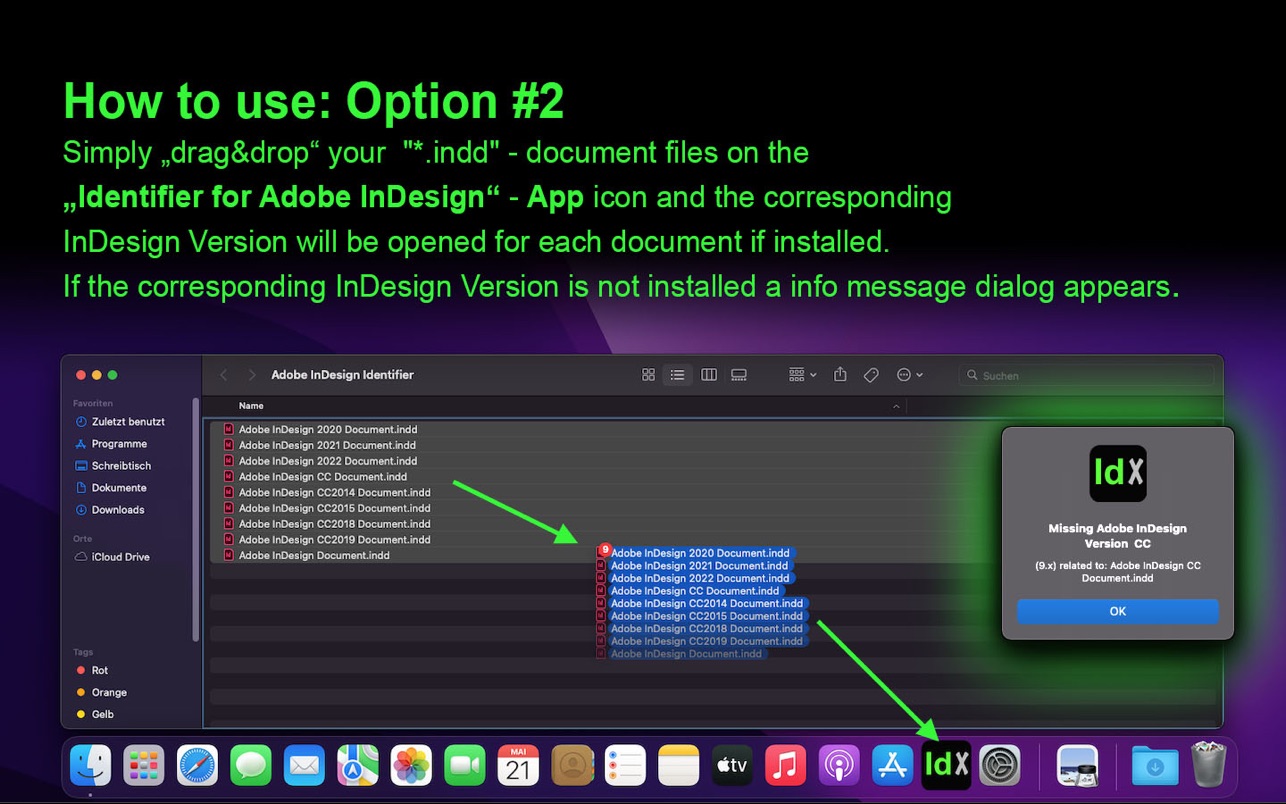 How to use: Option #2
Simply „drag&drop“ your "*.indd" - document files on the
„Identifier for Adobe InDesign“ - App icon and the corresponding
InDesign Version will be opened for each document if installed.
If the corresponding InDesign Version is not installed a info message dialog appears.
Adobe InDesign Identifier
Suchen
Favoriten
Zuletzt benutzt
Programme
Schreibtisch
Dokumente
Downloads
Orte
iCloud Drive
Tags
Rot
Orange
Gelb
Name
Adobe InDesign 2020 Document.indd
Adobe InDesign 2021 Document.indd
Adobe InDesign 2022 Document.indd
Adobe InDesign CC Document.indd
Adobe InDesign CC2014 Document.indd
Adobe InDesign CC2015 Document.indd
Adobe InDesign CC2018 Document.indd
Adobe InDesign CC2019 Document.indd
Adobe InDesign Document.indd
9
Adobe InDesign 2020 Document.indd
Adobe InDesign 2021 Document.indd
Adobe InDesign 2022 Document.indd
Adobe InDesign CC Document.indd
Adobe InDesign CC2014 Document.indd
Adobe InDesign CC2015 Document.indd
Adobe InDesign CC2018 Document.indd
Adobe InDesign CC2019 Document.indd
Adobe InDesign Document.indd
IdX
Missing Adobe InDesign
Version CC
(9.x) related to: Adobe InDesign CC
Document.indd
OK
MAI
21
tv
IdX